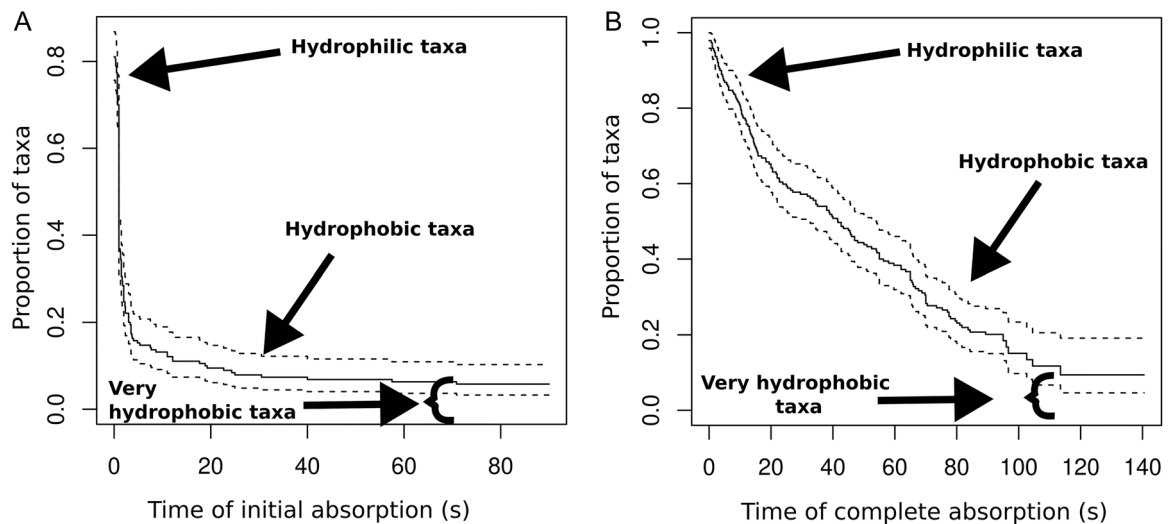 A
Proportion of taxa
0.8
0.6
0.4
0.2
0.0
Hydrophilic taxa
Hydrophobic taxa
Very
hydrophobic taxa
0 20 40 60 80
Time of initial absorption (s)
B
Proportion of taxa
1.0
0.8
0.6
0.4
0.2
0.0
Hydrophilic taxa
Hydrophobic taxa
Very hydrophobic
taxa
0 20 40 60 80 100 120 140
Time of complete absorption (s)